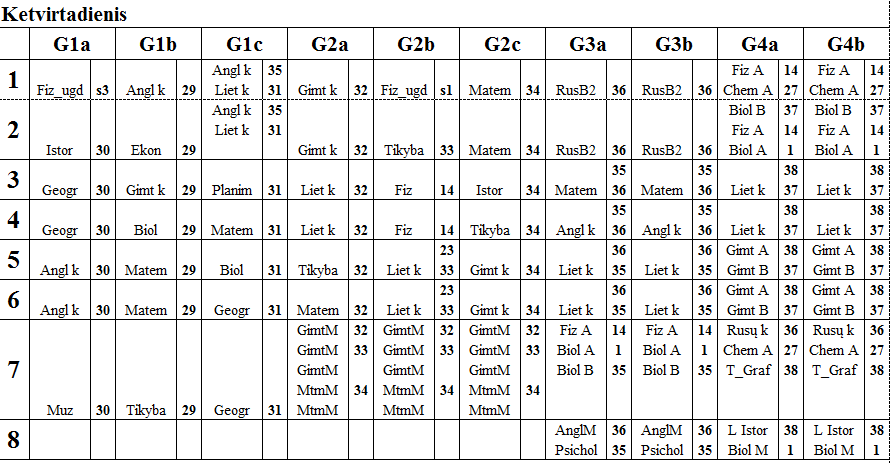 Ketvirtadienis
G1a G1b G1c G2a G2b G2c G3a G3b G4a G4b
Angl k 35 Fiz A 14 Fiz A 14
1 Fiz_ugd s3 Angl k 29 Liet k 31 Gimt k 32 Fiz_ugd s1 Matem 34 RusB2 36 RusB2 36 Chem A 27 Chem A 27
Angl k 35 Biol B 37 Biol B 37
2 Liet k 31 Fiz A 14 Fiz A 14
Istor 30 Ekon 29 Gimt k 32 Tikyba 33 Matem 34 RusB2 36 RusB2 36 Biol A 1 Biol A 1
35 35 38 38
3 Geogr 30 Gimt k 29 Planim 31 Liet k 32 Fiz 14 Istor 34 Matem 36 Matem 36 Liet k 37 Liet k 37
35 35 38 38
4 Geogr 30 Biol 29 Matem 31 Liet k 32 Fiz 14 Tikyba 34 Angl k 36 Angl k 36 Liet k 37 Liet k 37
23 36 36 Gimt A 38 Gimt A 38
5 Angl k 30 Matem 29 Biol 31 Tikyba 32 Liet k 33 Gimt k 34 Liet k 35 Liet k 35 Gimt B 37 Gimt B 37
23 36 36 Gimt A 38 Gimt A 38
6 Angl k 30 Matem 29 Geogr 31 Matem 32 Liet k 33 Gimt k 34 Liet k 35 Liet k 35 Gimt B 37 Gimt B 37
GimtM 32 GimtM 32 GimtM 32 Fiz A 14 Fiz A 14 Rusų k 36 Rusų k 36
GimtM 33 GimtM 33 GimtM 33 Biol A 1 Biol A 1 Chem A 27 Chem A 27
7 GimtM GimtM GimtM Biol B 35 Biol B 35 T_Graf 38 T_Graf 38
MtmM 34 MtmM 34 MtmM 34
Muz 30 Tikyba 29 Geogr 31 MtmM MtmM MtmM
8 AnglM 36 AnglM 36 L Istor 38 L Istor 38
Psichol 35 Psichol 35 Biol M 1 Biol M 1